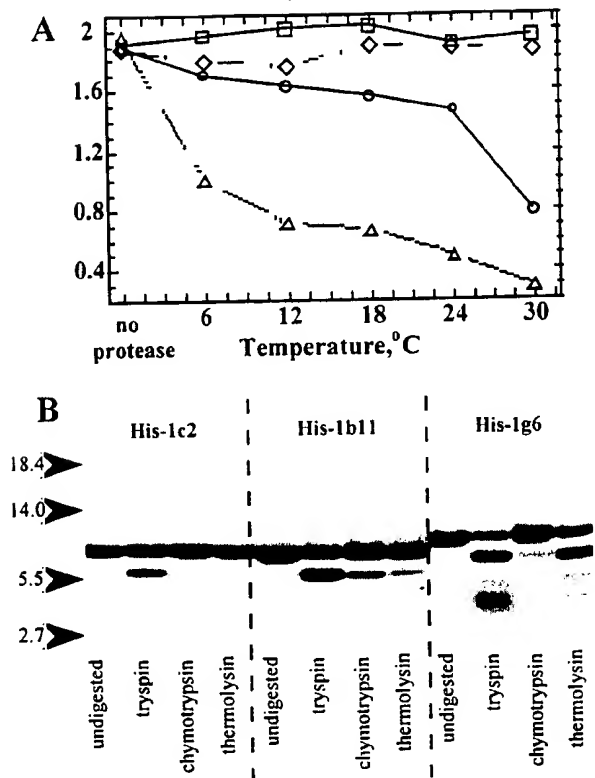 A
2
1.6
1.2
0.8
0.4
no protease
6
12
18
24
30
Temperature,°C
B
His-1c2
His-1b11
His-1g6
18.4
14.0
5.5
2.7
undigested
tryspin
chymotrypsin
thermolysin
undigested
tryspin
chymotrypsin
thermolysin
undigested
trypsin
chymotrypsin
thermolysin